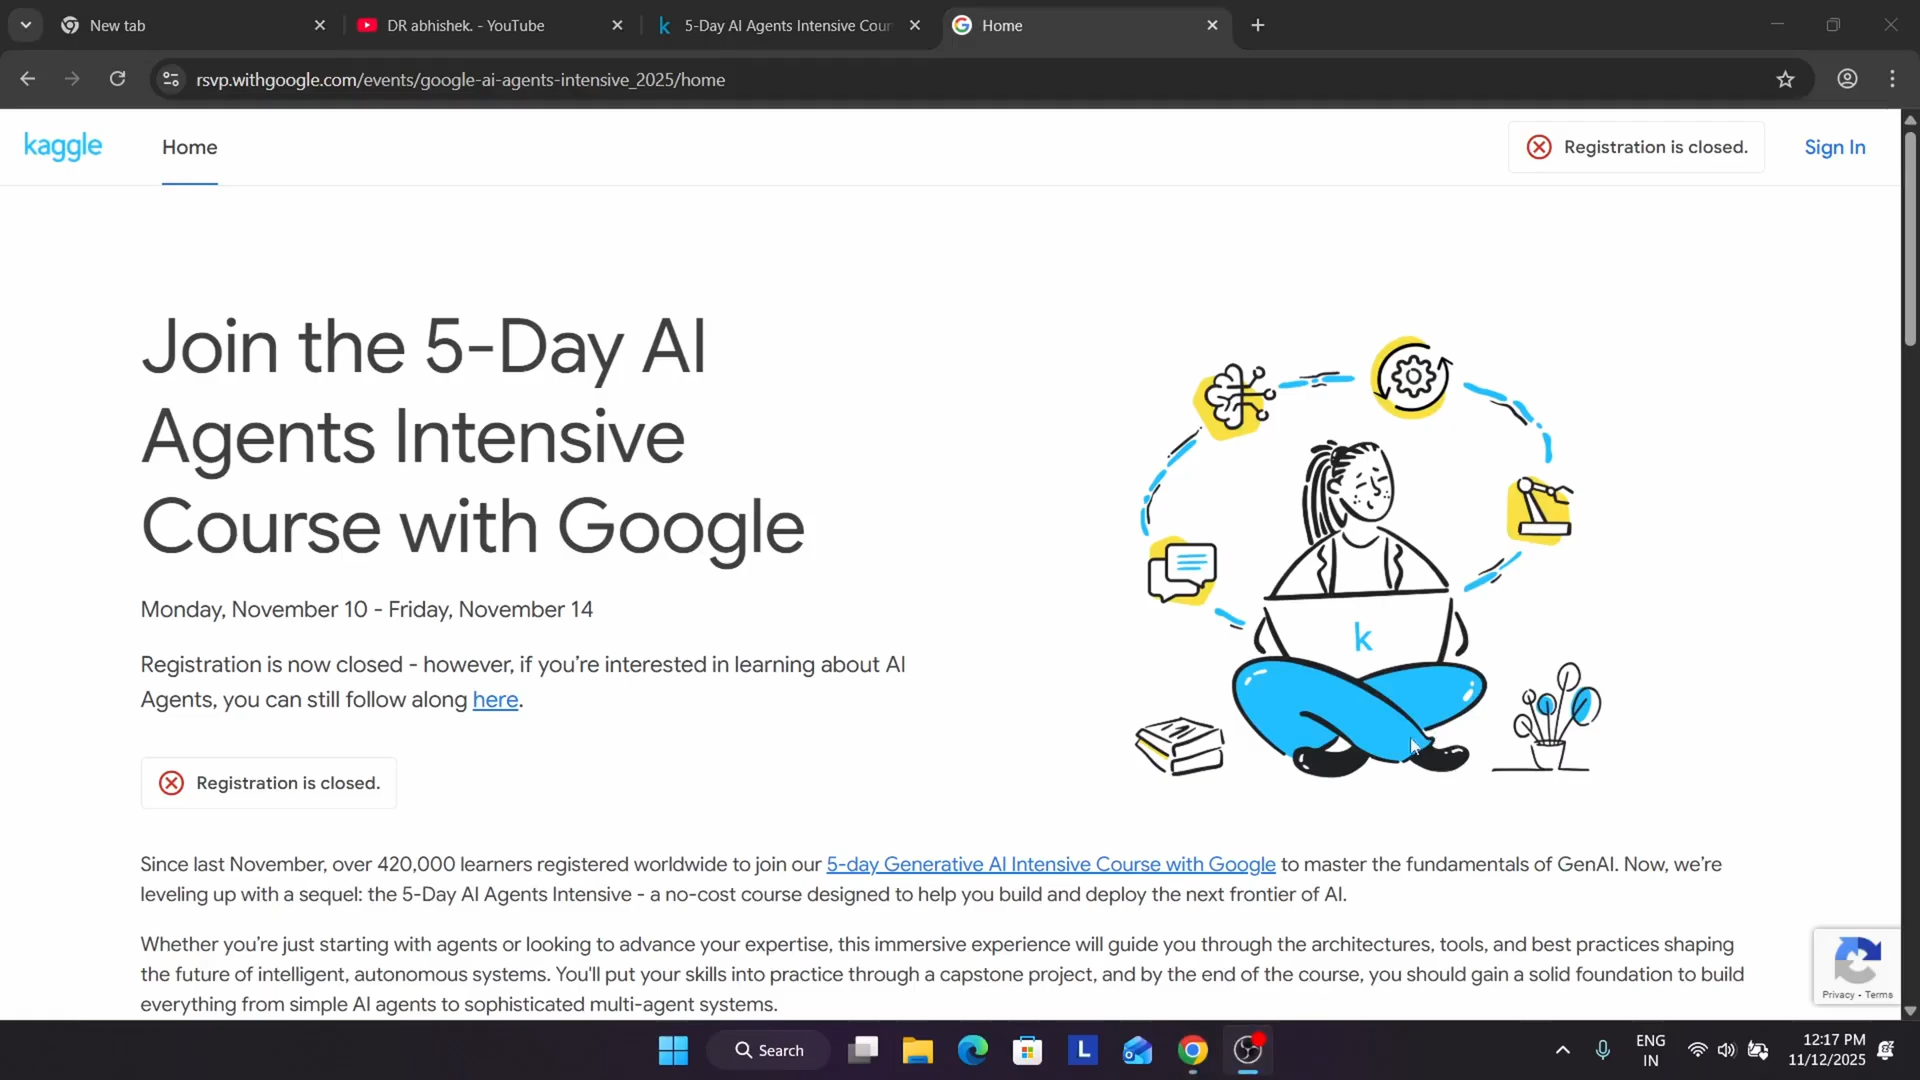 New tab
DR abhishek. - YouTube
5-Day AI Agents Intensive Cour
Home
rsvp.withgoogle.com/events/google-ai-agents-intensive_2025/home
kaggle
Home
Registration is closed.
Sign In
Join the 5-Day AI
Agents Intensive
Course with Google
Monday, November 10 - Friday, November 14
Registration is now closed - however, if you’re interested in learning about AI
Agents, you can still follow along here.
Registration is closed.
k
Since last November, over 420,000 learners registered worldwide to join our 5-day Generative AI Intensive Course with Google to master the fundamentals of GenAI. Now, we’re
leveling up with a sequel: the 5-Day AI Agents Intensive - a no-cost course designed to help you build and deploy the next frontier of AI.
Whether you’re just starting with agents or looking to advance your expertise, this immersive experience will guide you through the architectures, tools, and best practices shaping
the future of intelligent, autonomous systems. You'll put your skills into practice through a capstone project, and by the end of the course, you should gain a solid foundation to build
everything from simple AI agents to sophisticated multi-agent systems.
Privacy - Terms
Search
L
ENG
IN
12:17 PM
11/12/2025